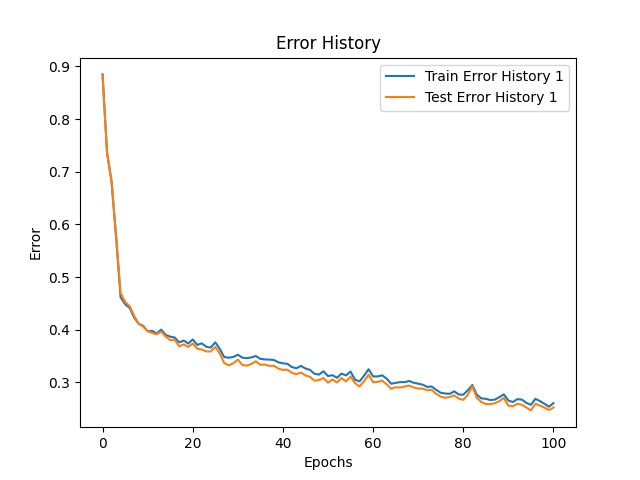 Error History
Train Error History 1
Test Error History 1
0.9
0.8
0.7
0.6
0.5
0.4
0.3
Error
0 20 40 60 80 100
Epochs